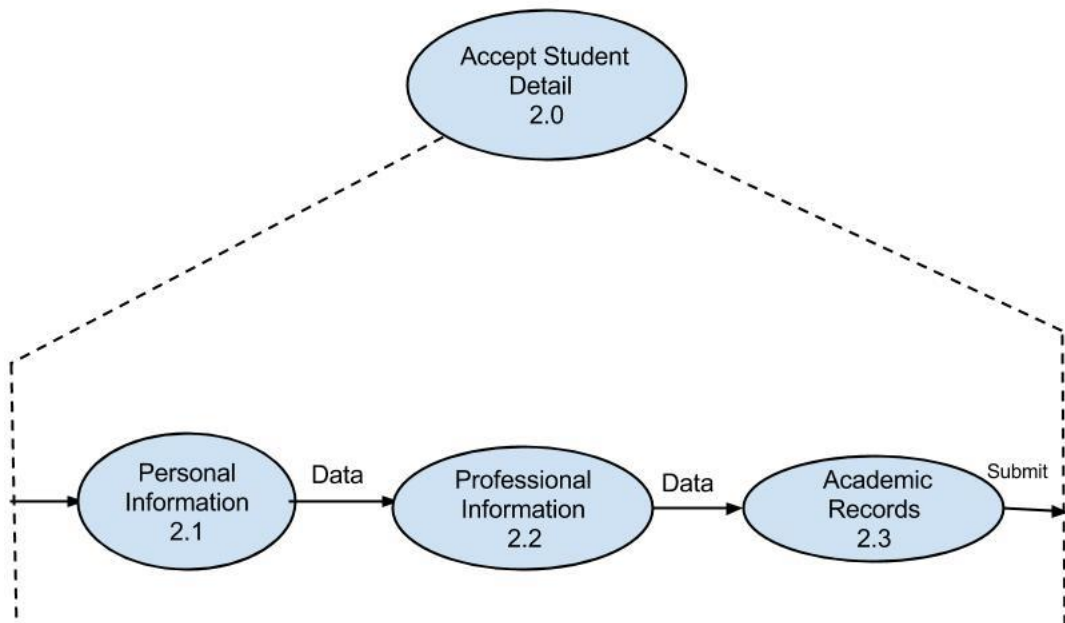 Accept Student
Detail
2.0
Personal
Information
2.1
Data
Professional
Information
2.2
Data
Academic
Records
2.3
Submit